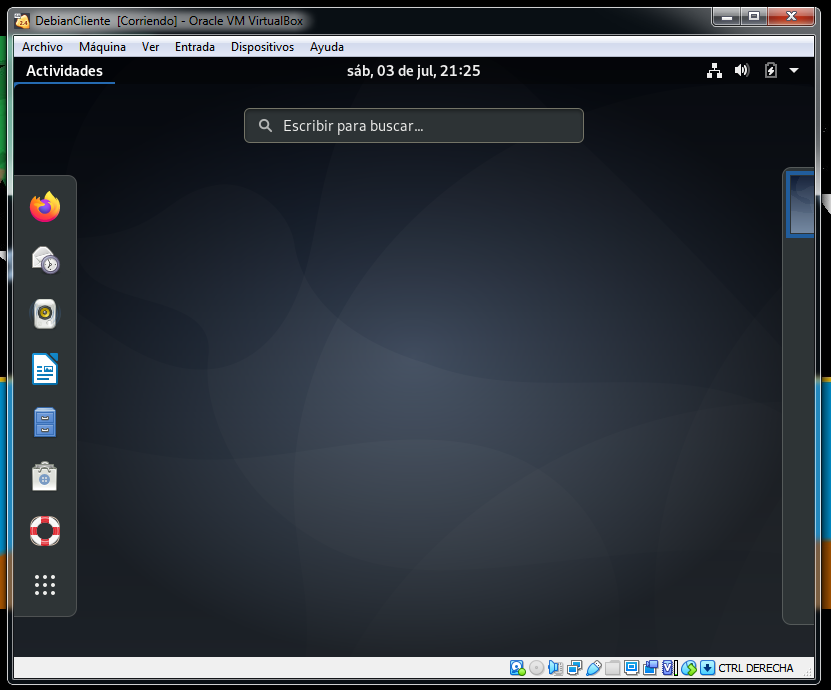 DebianCliente [Corriendo] - Oracle VM VirtualBox
Archivo Máquina Ver Entrada Dispositivos Ayuda
Actividades sáb, 03 de jul, 21:25
Escribir para buscar...
CTRL DERECHA